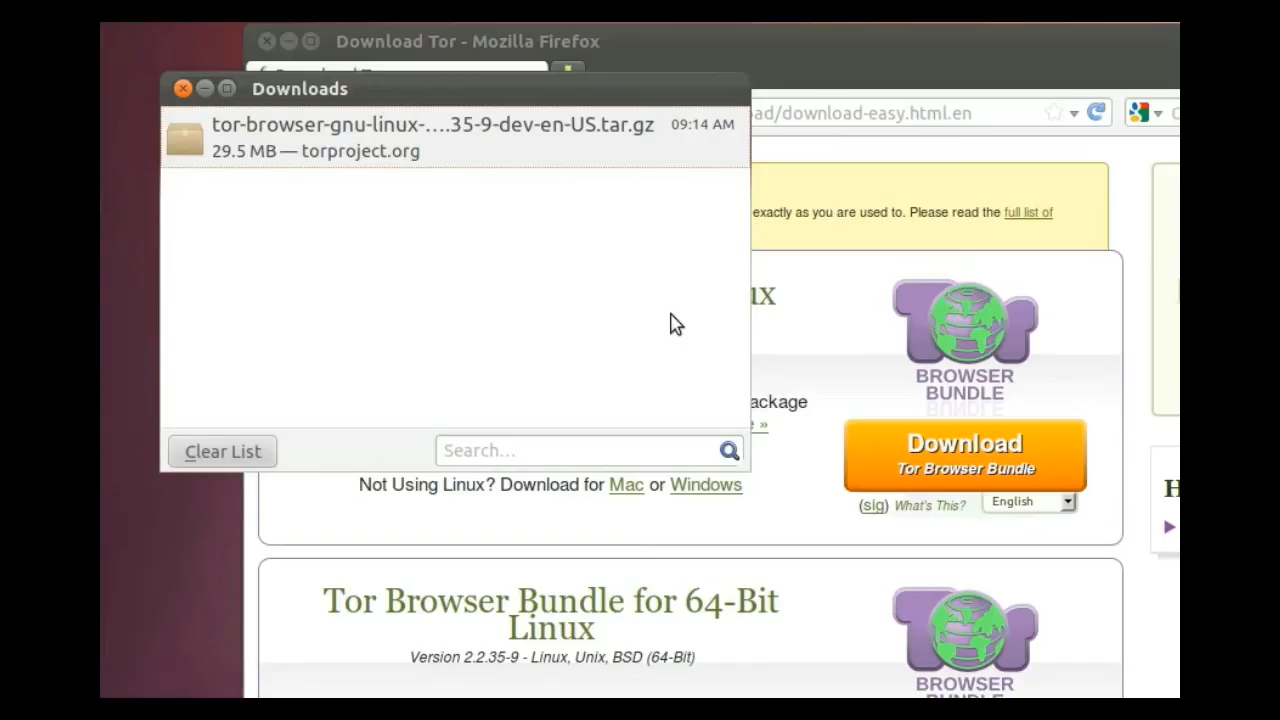 Download Tor - Mozilla Firefox
Downloads
tor-browser-gnu-linux-....35-9-dev-en-US.tar.gz 09:14 AM
29.5 MB — torproject.org
ad/download-easy.html.en
exactly as you are used to. Please read the full list of
ux
BROWSER
BUNDLE
ackage
»
Clear List
Search...
Download
Tor Browser Bundle
Not Using Linux? Download for Mac or Windows
(sig) What's This? English
H
Tor Browser Bundle for 64-Bit
Linux
Version 2.2.35-9 - Linux, Unix, BSD (64-Bit)
Tor
BROWSER
BUNDLE